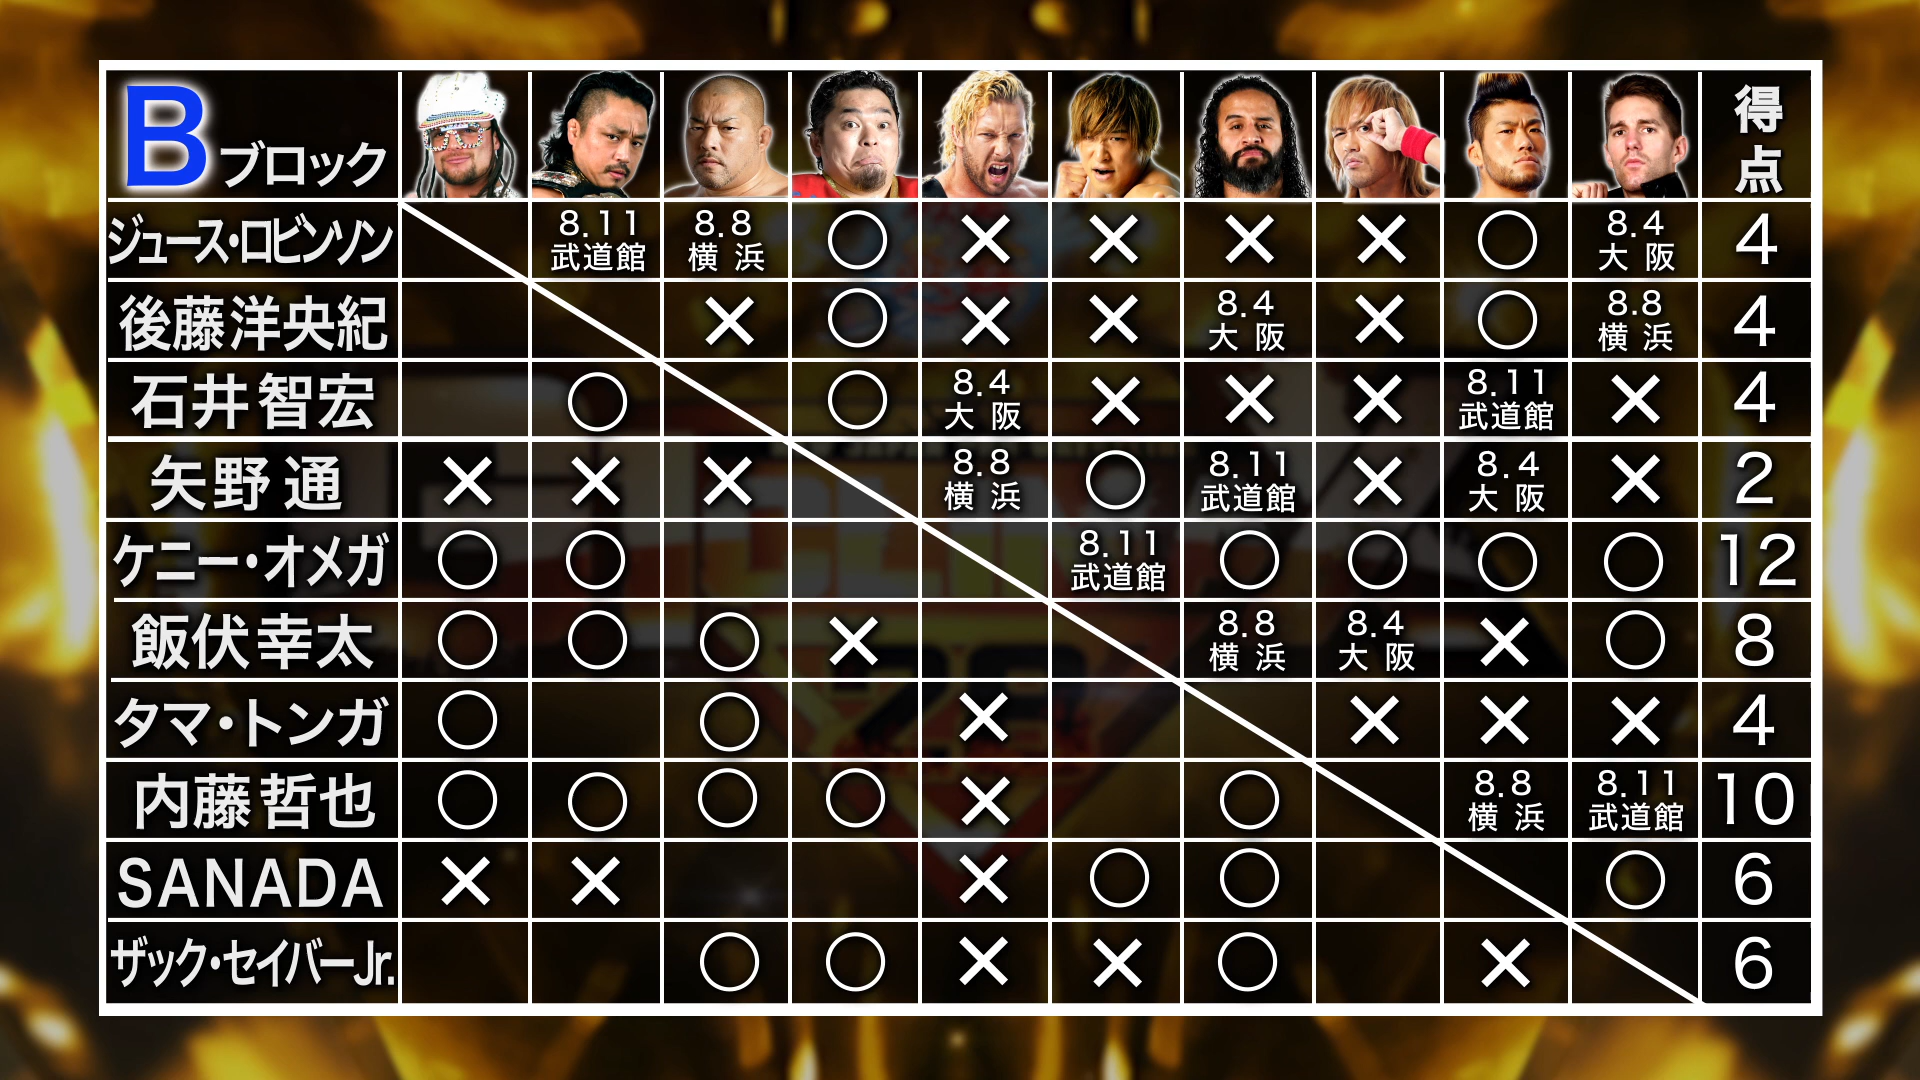 Bブロック 得点
ジュース・ロビンソン 8.11 武道館 8.8 横浜 ○ × × × × ○ 8.4 大阪 4
後藤洋央紀 × ○ × × 8.4 大阪 × ○ 8.8 横浜 4
石井智宏 ○ ○ 8.4 大阪 × × × 8.11 武道館 × 4
矢野通 × × × 8.8 横浜 ○ 8.11 武道館 × 8.4 大阪 × 2
ケニー・オメガ ○ ○ 8.11 武道館 ○ ○ ○ ○ 12
飯伏幸太 ○ ○ ○ × 8.8 横浜 8.4 大阪 × ○ 8
タマ・トンガ ○ ○ × × × × 4
内藤哲也 ○ ○ ○ ○ × ○ 8.8 横浜 8.11 武道館 10
SANADA × × × ○ ○ ○ 6
ザック・セイバーJr. ○ ○ × × ○ × 6